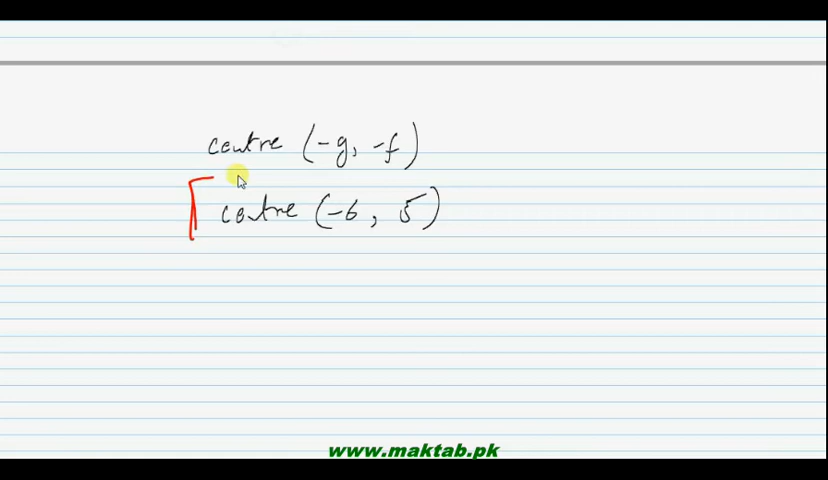 centre (-g, -f)
centre (-6, 5)
www.maktab.pk